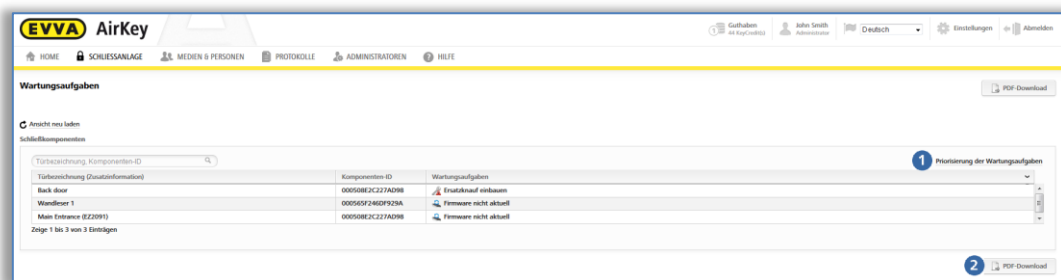 EVVA AirKey
Guthaben
44 KeyCredit(s)
John Smith
Administrator
Deutsch
Einstellungen
Abmelden
HOME SCHLIESSANLAGE MEDIEN & PERSONEN PROTOKOLLE ADMINISTRATOREN HILFE
Wartungsaufgaben
PDF-Download
Ansicht neu laden
Schließkomponenten
Türbezeichnung, Komponenten-ID
1 Priorisierung der Wartungsaufgaben
Türbezeichnung (Zusatzinformation) Komponenten-ID Wartungsaufgaben
Back door 000508E2C227AD98 Ersatzknauf einbauen
Wandleser 1 000565F246DF929A Firmware nicht aktuell
Main Entrance (EZ2091) 000508E2C227AD98 Firmware nicht aktuell
Zeige 1 bis 3 von 3 Einträgen
2 PDF-Download